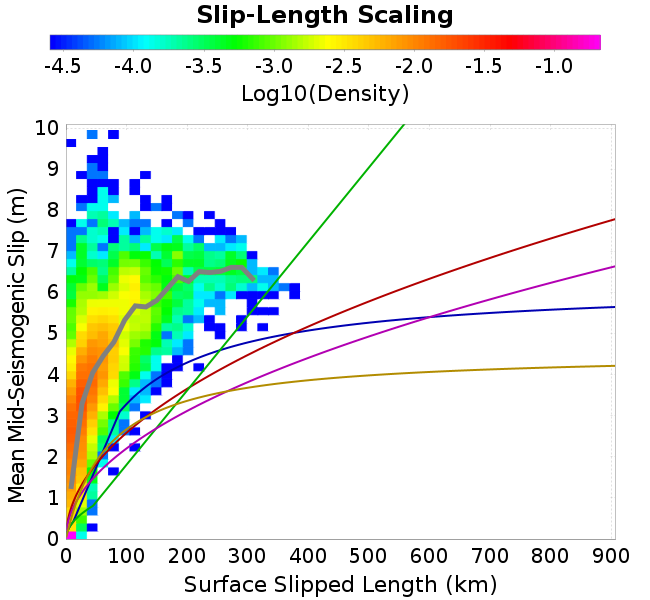 Slip-Length Scaling
-4.5 -4.0 -3.5 -3.0 -2.5 -2.0 -1.5 -1.0
Log10(Density)
10
9
8
7
6
5
4
3
2
1
0
Mean Mid-Seismogenic Slip (m)
0 100 200 300 400 500 600 700 800 900
Surface Slipped Length (km)